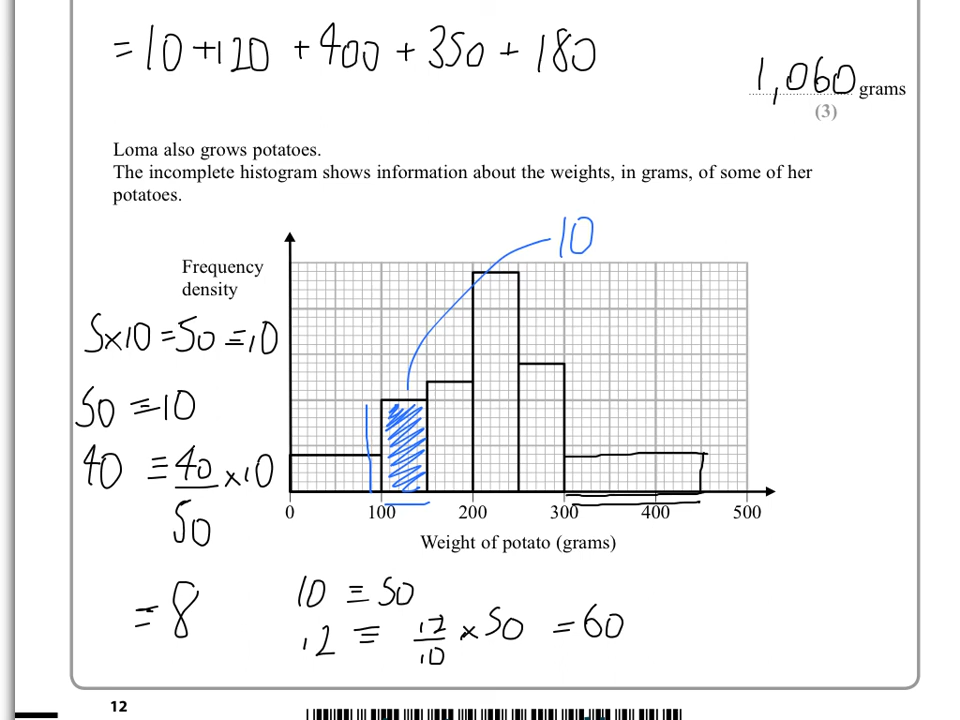 = 10 + 120 + 400 + 350 + 180
1,060 grams
(3)
Loma also grows potatoes.
The incomplete histogram shows information about the weights, in grams, of some of her
potatoes.
10
Frequency
density
5×10 = 50 ≡ 10
50 ≡ 10
40 ≡ 40/50 ×10
= 8
0 100 200 300 400 500
Weight of potato (grams)
10 ≡ 50
12 ≡ 12/10 × 50 = 60
12